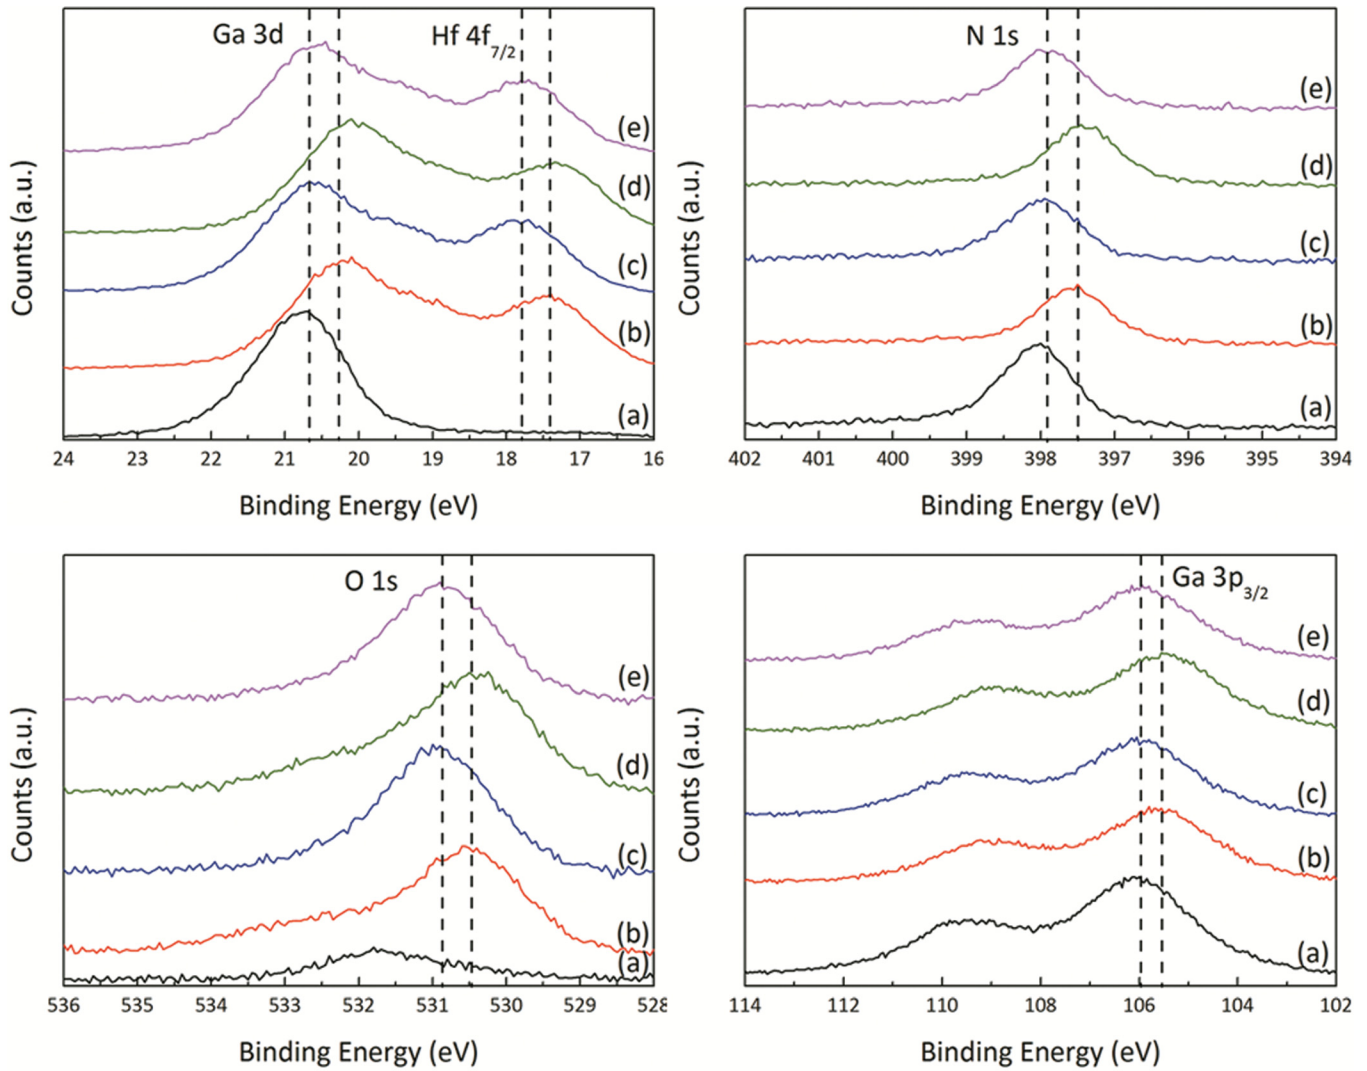 Ga 3d
Hf 4f7/2
(e)
(d)
(c)
(b)
(a)
24 23 22 21 20 19 18 17 16
Binding Energy (eV)
Counts (a.u.)
N 1s
(e)
(d)
(c)
(b)
(a)
402 401 400 399 398 397 396 395 394
Binding Energy (eV)
Counts (a.u.)
O 1s
(e)
(d)
(c)
(b)
(a)
536 535 534 533 532 531 530 529 528
Binding Energy (eV)
Counts (a.u.)
Ga 3p3/2
(e)
(d)
(c)
(b)
(a)
114 112 110 108 106 104 102
Binding Energy (eV)
Counts (a.u.)